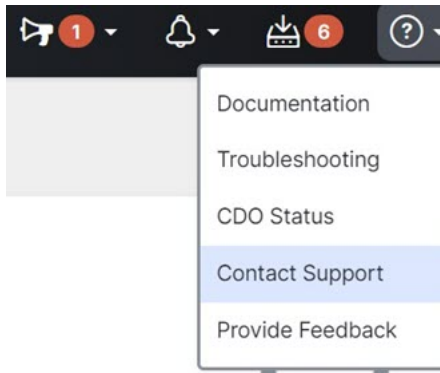 1
6
?
Documentation
Troubleshooting
CDO Status
Contact Support
Provide Feedback